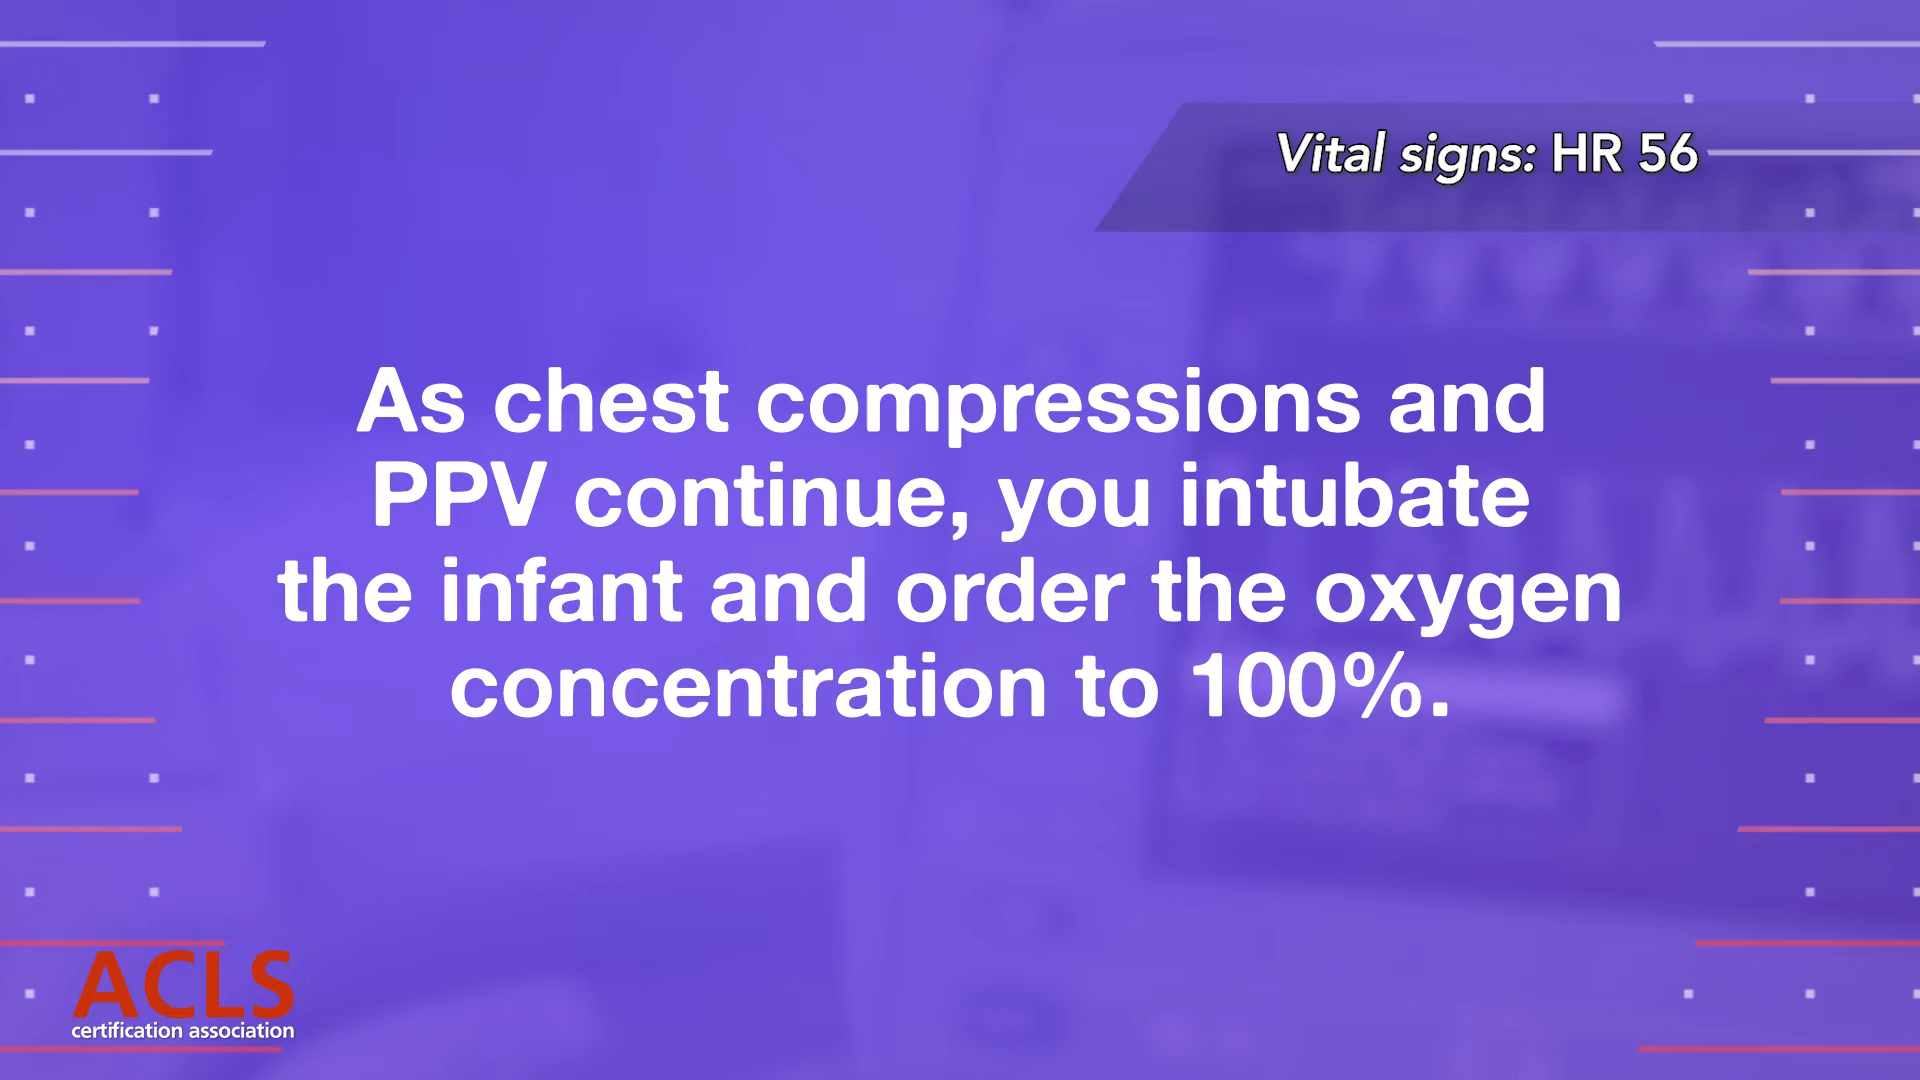 Vital signs: HR 56
As chest compressions and
PPV continue, you intubate
the infant and order the oxygen
concentration to 100%.
ACLS
certification association